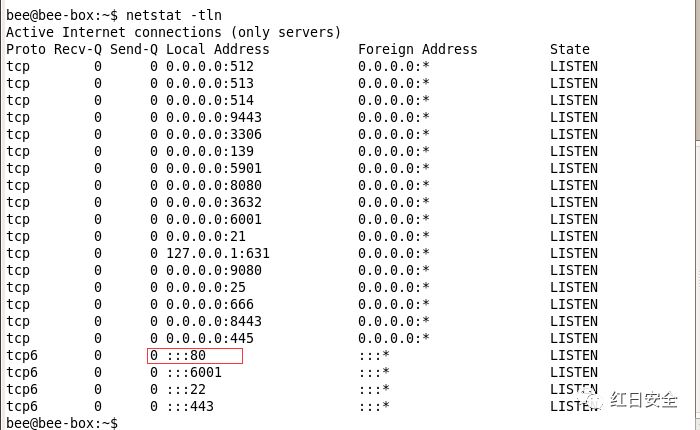 bee@bee-box:~$ netstat -tln
Active Internet connections (only servers)
Proto Recv-Q Send-Q Local Address           Foreign Address         State
tcp        0      0 0.0.0.0:512             0.0.0.0:*               LISTEN
tcp        0      0 0.0.0.0:513             0.0.0.0:*               LISTEN
tcp        0      0 0.0.0.0:514             0.0.0.0:*               LISTEN
tcp        0      0 0.0.0.0:9443            0.0.0.0:*               LISTEN
tcp        0      0 0.0.0.0:3306            0.0.0.0:*               LISTEN
tcp        0      0 0.0.0.0:139             0.0.0.0:*               LISTEN
tcp        0      0 0.0.0.0:5901            0.0.0.0:*               LISTEN
tcp        0      0 0.0.0.0:8080            0.0.0.0:*               LISTEN
tcp        0      0 0.0.0.0:3632            0.0.0.0:*               LISTEN
tcp        0      0 0.0.0.0:6001            0.0.0.0:*               LISTEN
tcp        0      0 0.0.0.0:21              0.0.0.0:*               LISTEN
tcp        0      0 127.0.0.1:631           0.0.0.0:*               LISTEN
tcp        0      0 0.0.0.0:9080            0.0.0.0:*               LISTEN
tcp        0      0 0.0.0.0:25              0.0.0.0:*               LISTEN
tcp        0      0 0.0.0.0:666             0.0.0.0:*               LISTEN
tcp        0      0 0.0.0.0:8443            0.0.0.0:*               LISTEN
tcp        0      0 0.0.0.0:445             0.0.0.0:*               LISTEN
tcp6       0      0 :::80                   :::*                    LISTEN
tcp6       0      0 :::6001                 :::*                    LISTEN
tcp6       0      0 :::22                   :::*                    LISTEN
tcp6       0      0 :::443                  :::*                    LISTEN
红日安全
bee@bee-box:~$